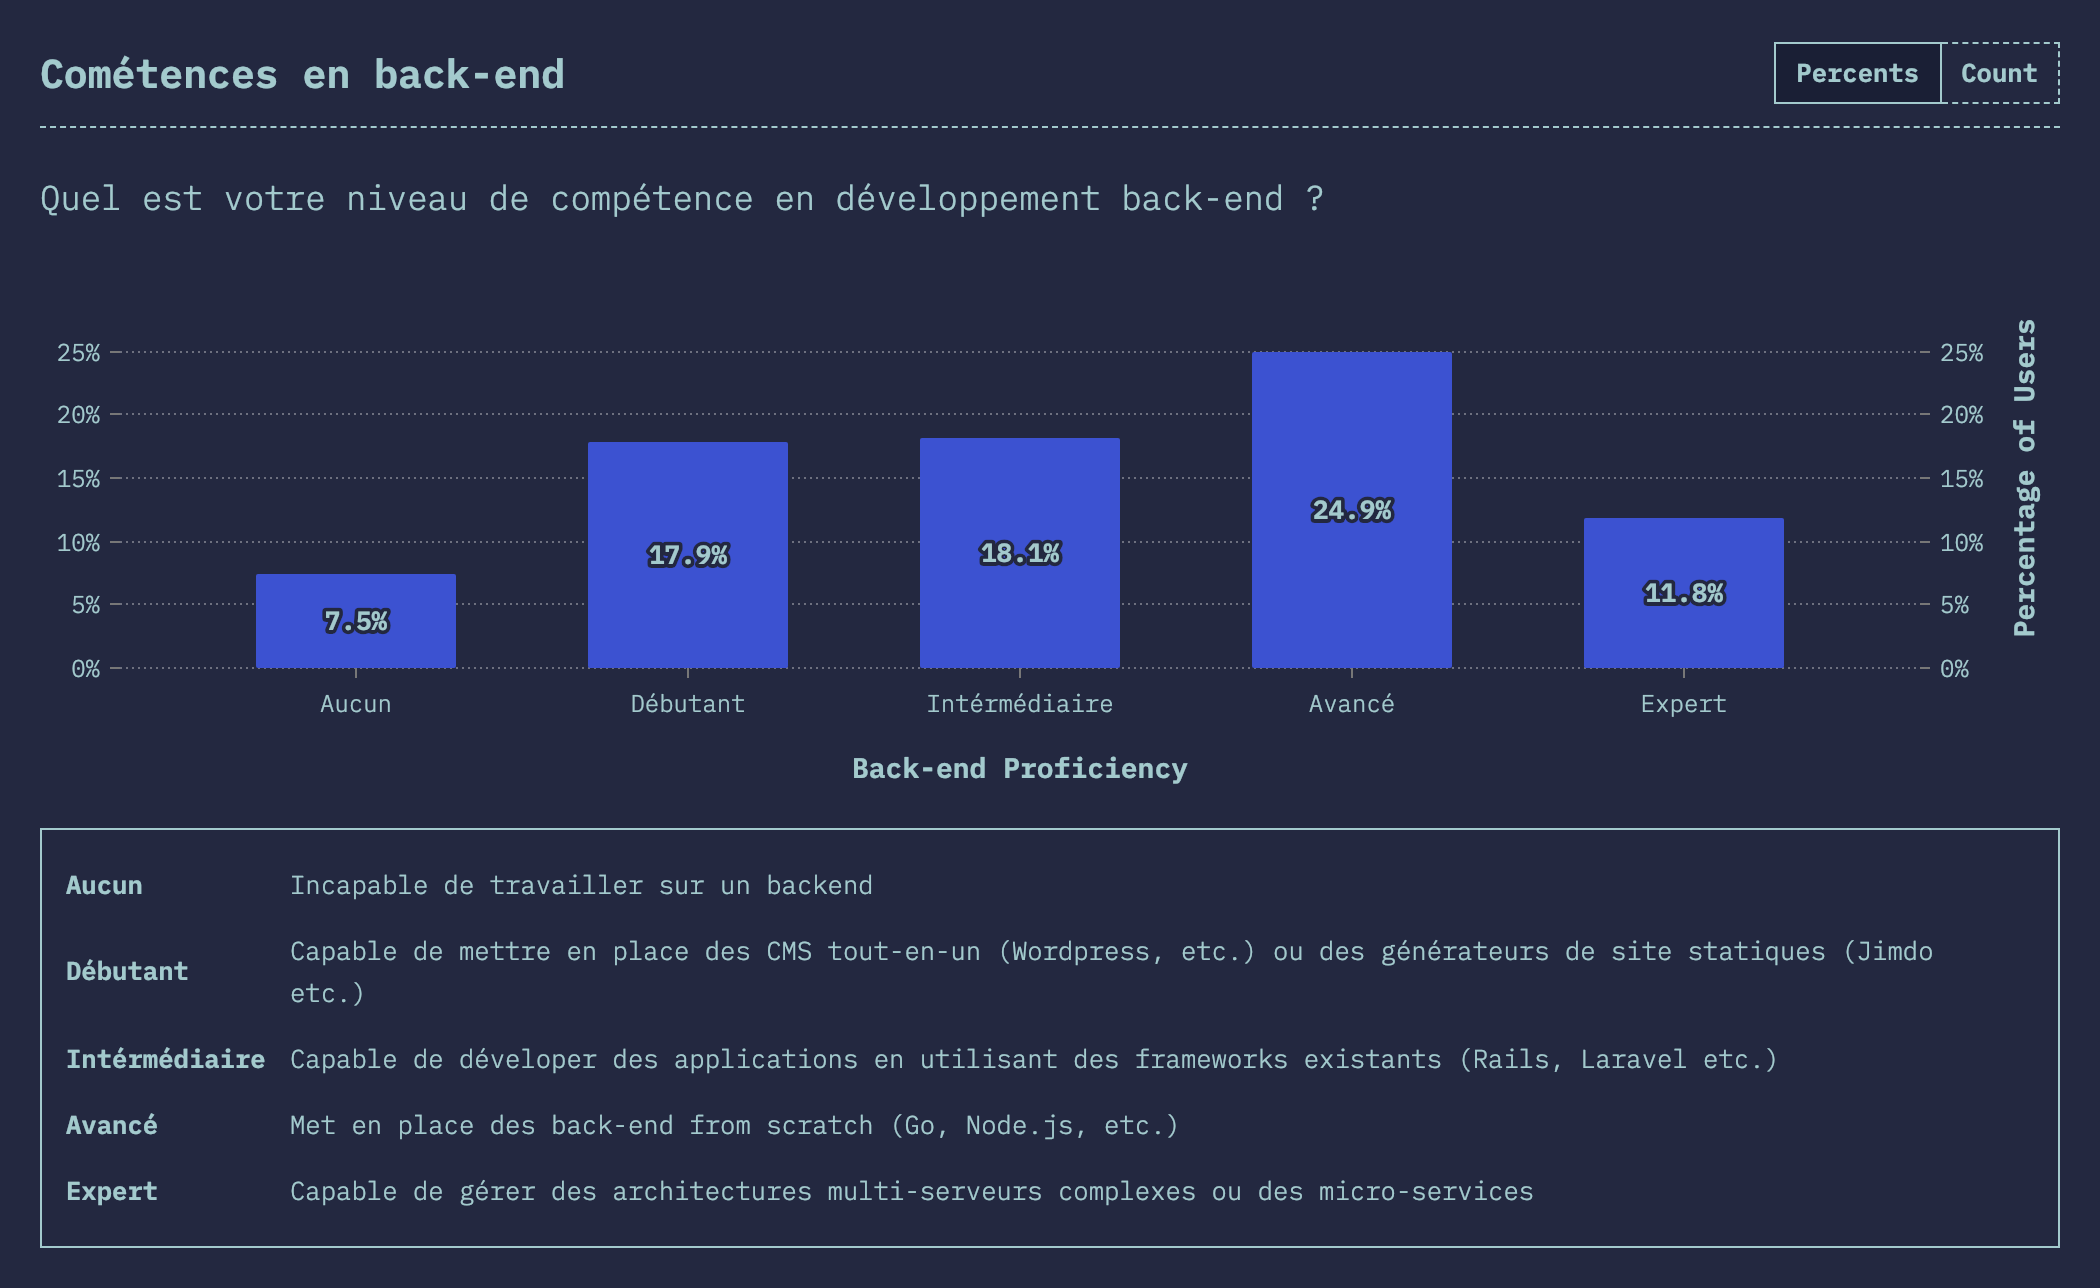 Cométences en back-end
Percents Count
Quel est votre niveau de compétence en développement back-end ?
25% 25%
20% 20%
15% 15%
10% 10%
5% 5%
0% 0%
7.5% 17.9% 18.1% 24.9% 11.8%
Aucun Débutant Intérmédiaire Avancé Expert
Back-end Proficiency
Percentage of Users
Aucun Incapable de travailler sur un backend
Débutant Capable de mettre en place des CMS tout-en-un (Wordpress, etc.) ou des générateurs de site statiques (Jimdo
etc.)
Intérmédiaire Capable de déveloper des applications en utilisant des frameworks existants (Rails, Laravel etc.)
Avancé Met en place des back-end from scratch (Go, Node.js, etc.)
Expert Capable de gérer des architectures multi-serveurs complexes ou des micro-services